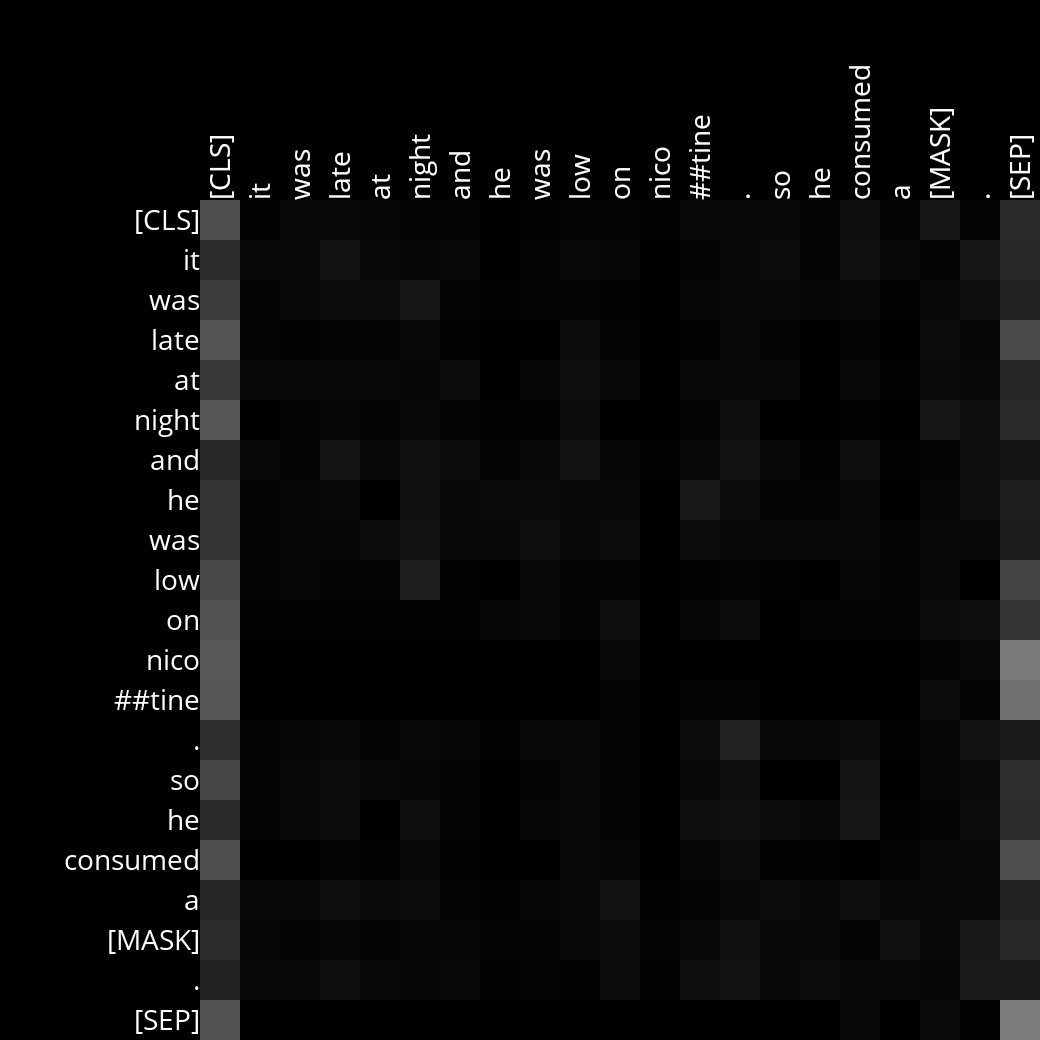 [CLS] it was late at night and he was low on nico ##tine . so he consumed a [MASK] . [SEP]
[CLS]
it
was
late
at
night
and
he
was
low
on
nico
##tine
.
so
he
consumed
a
[MASK]
.
[SEP]